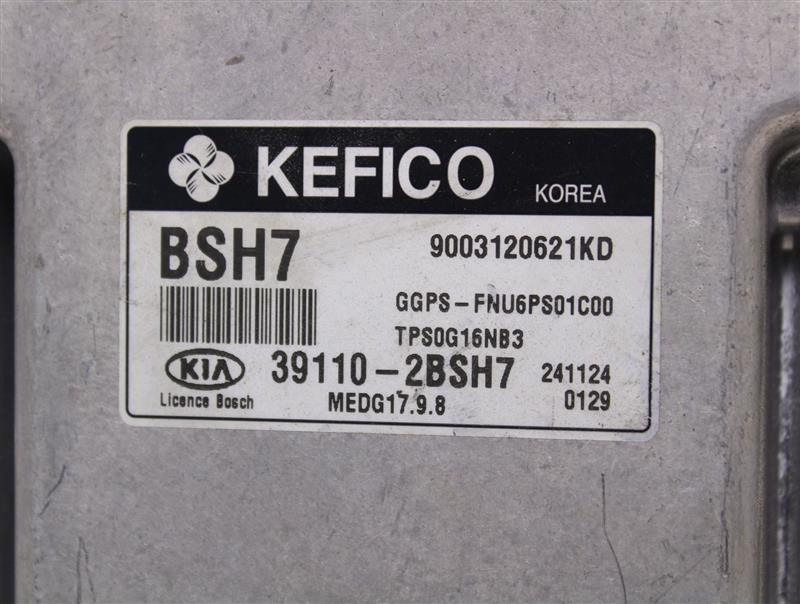 KEFICO KOREA
BSH7 9003120621KD
GGPS-FNU6PS01C00
TPS0G16NB3
KIA 39110-2BSH7 241124
Licence Bosch MEDG17.9.8 0129